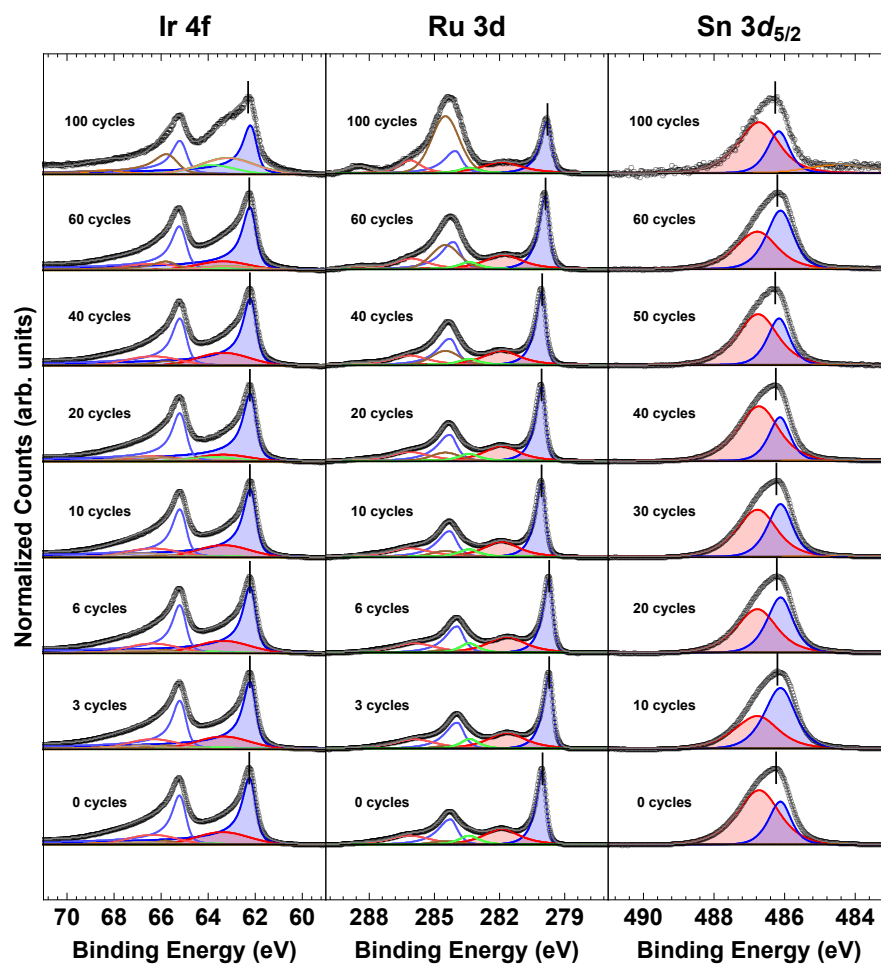 Ir 4f Ru 3d Sn 3d5/2
100 cycles 100 cycles 100 cycles
60 cycles 60 cycles 60 cycles
40 cycles 40 cycles 50 cycles
20 cycles 20 cycles 40 cycles
10 cycles 10 cycles 30 cycles
6 cycles 6 cycles 20 cycles
3 cycles 3 cycles 10 cycles
0 cycles 0 cycles 0 cycles
Normalized Counts (arb. units)
70 68 66 64 62 60 288 285 282 279 490 488 486 484
Binding Energy (eV) Binding Energy (eV) Binding Energy (eV)